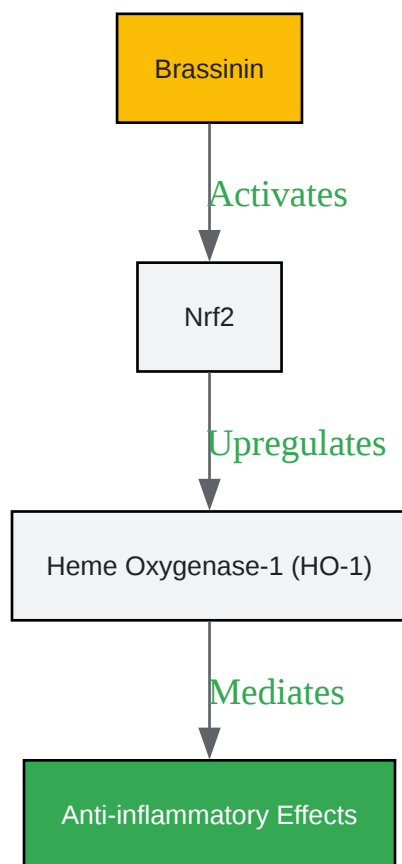 Brassinin
Activates
Nrf2
Upregulates
Heme Oxygenase-1 (HO-1)
Mediates
Anti-inflammatory Effects